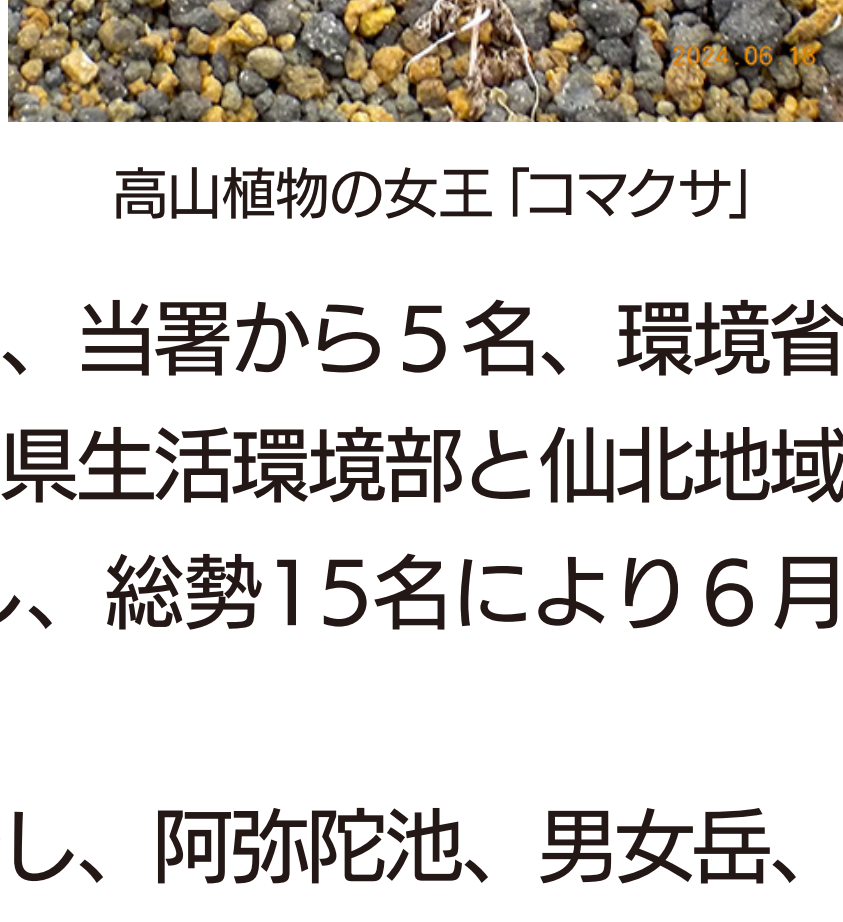 2024.06 18
高山植物の女王「コマクサ」
、当署から５名、環境省
県生活環境部と仙北地域
、総勢15名により６月
し、阿弥陀池、男女岳、